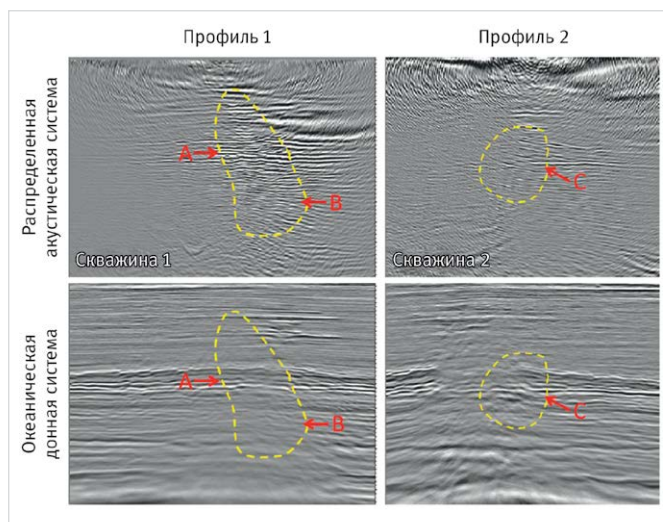 Профиль 1
Профиль 2
Распределенная
акустическая система
A
B
Скважина 1
C
Скважина 2
Океаническая
донная система
A
B
C